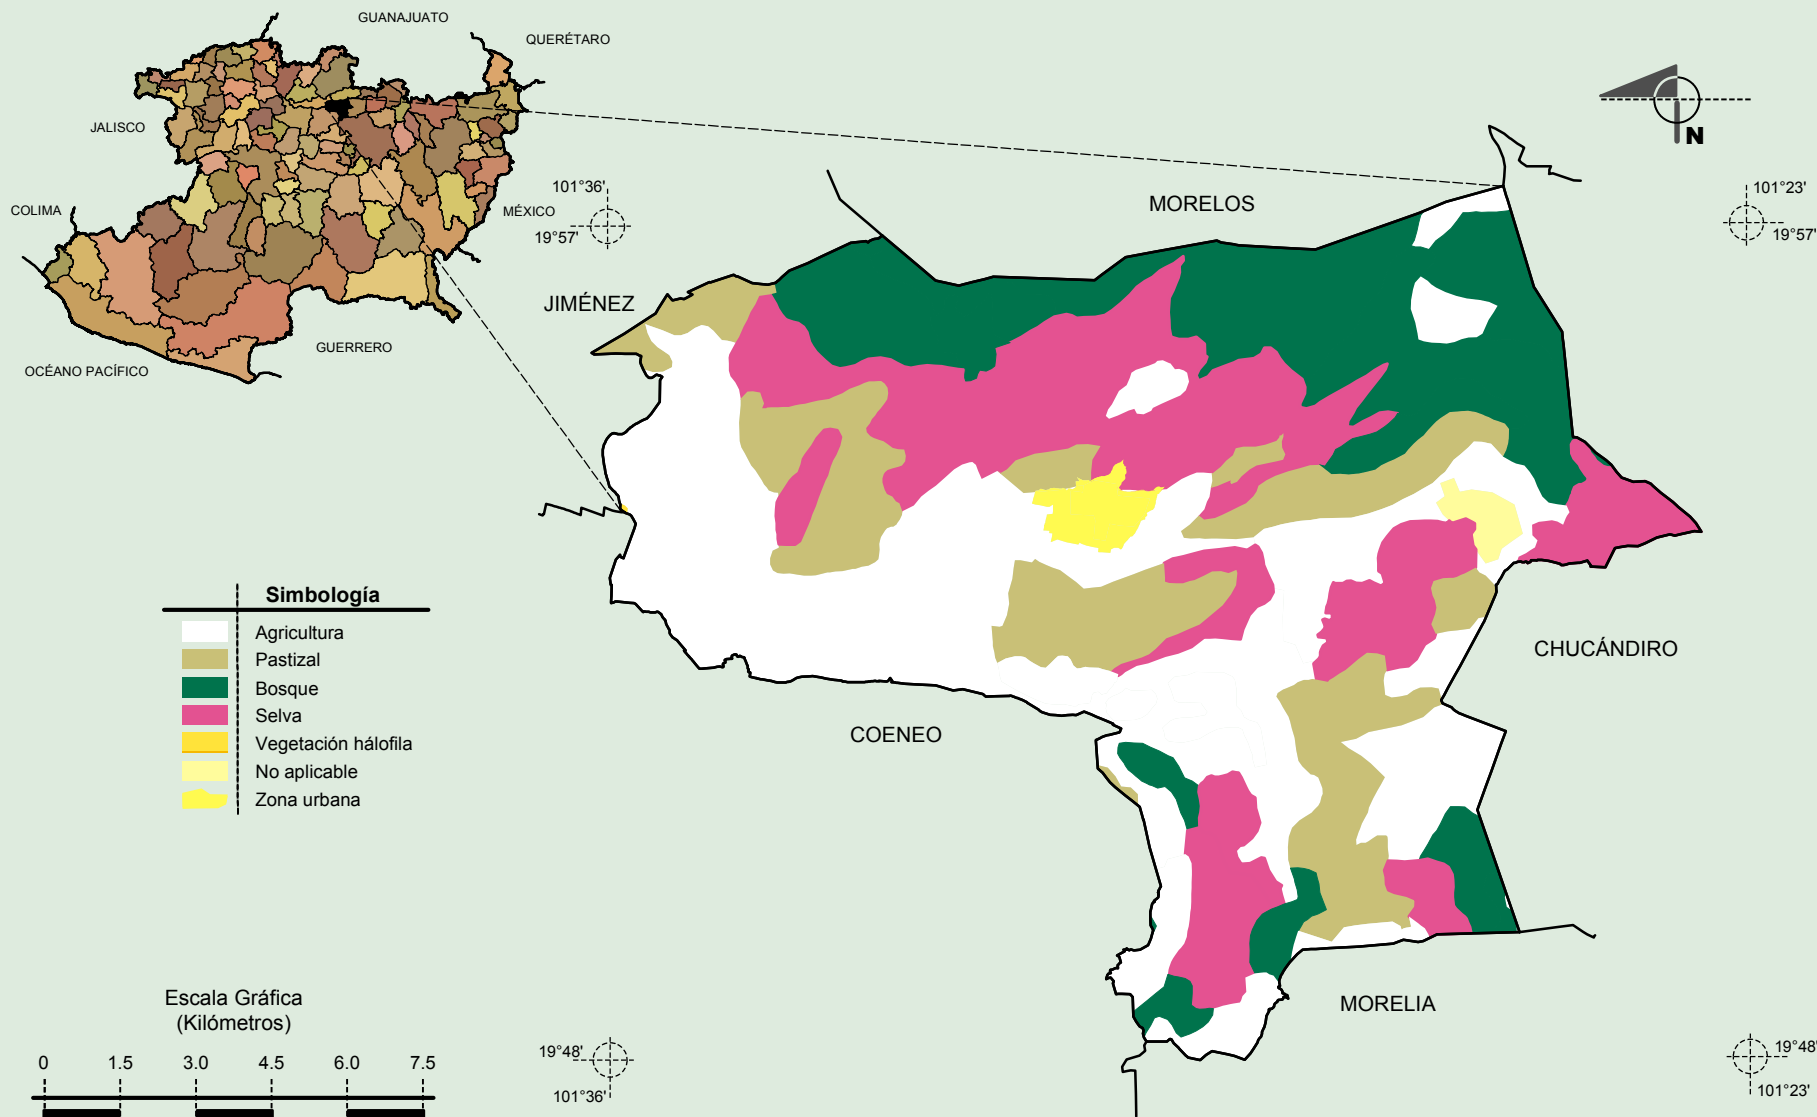 GUANAJUATO
QUERÉTARO
JALISCO
COLIMA
MÉXICO
GUERRERO
OCÉANO PACÍFICO
N
101°36'
19°57'
101°23'
19°57'
MORELOS
JIMÉNEZ
CHUCÁNDIRO
COENEO
MORELIA
Simbología
Agricultura
Pastizal
Bosque
Selva
Vegetación hálofila
No aplicable
Zona urbana
Escala Gráfica
(Kilómetros)
0 1.5 3.0 4.5 6.0 7.5
19°48'
101°36'
19°48'
101°23'